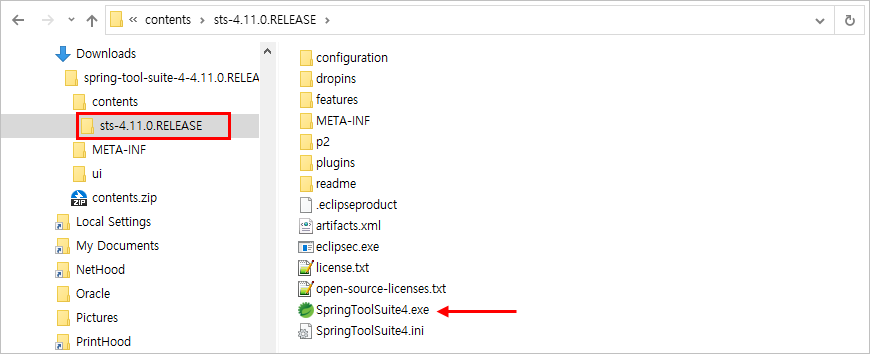 « contents > sts-4.11.0.RELEASE >
Downloads
spring-tool-suite-4-4.11.0.RELEA
contents
sts-4.11.0.RELEASE
META-INF
ui
ZIP
contents.zip
Local Settings
My Documents
NetHood
Oracle
Pictures
PrintHood
configuration
dropins
features
META-INF
p2
plugins
readme
.eclipseproduct
artifacts.xml
eclipsec.exe
license.txt
open-source-licenses.txt
SpringToolSuite4.exe
SpringToolSuite4.ini